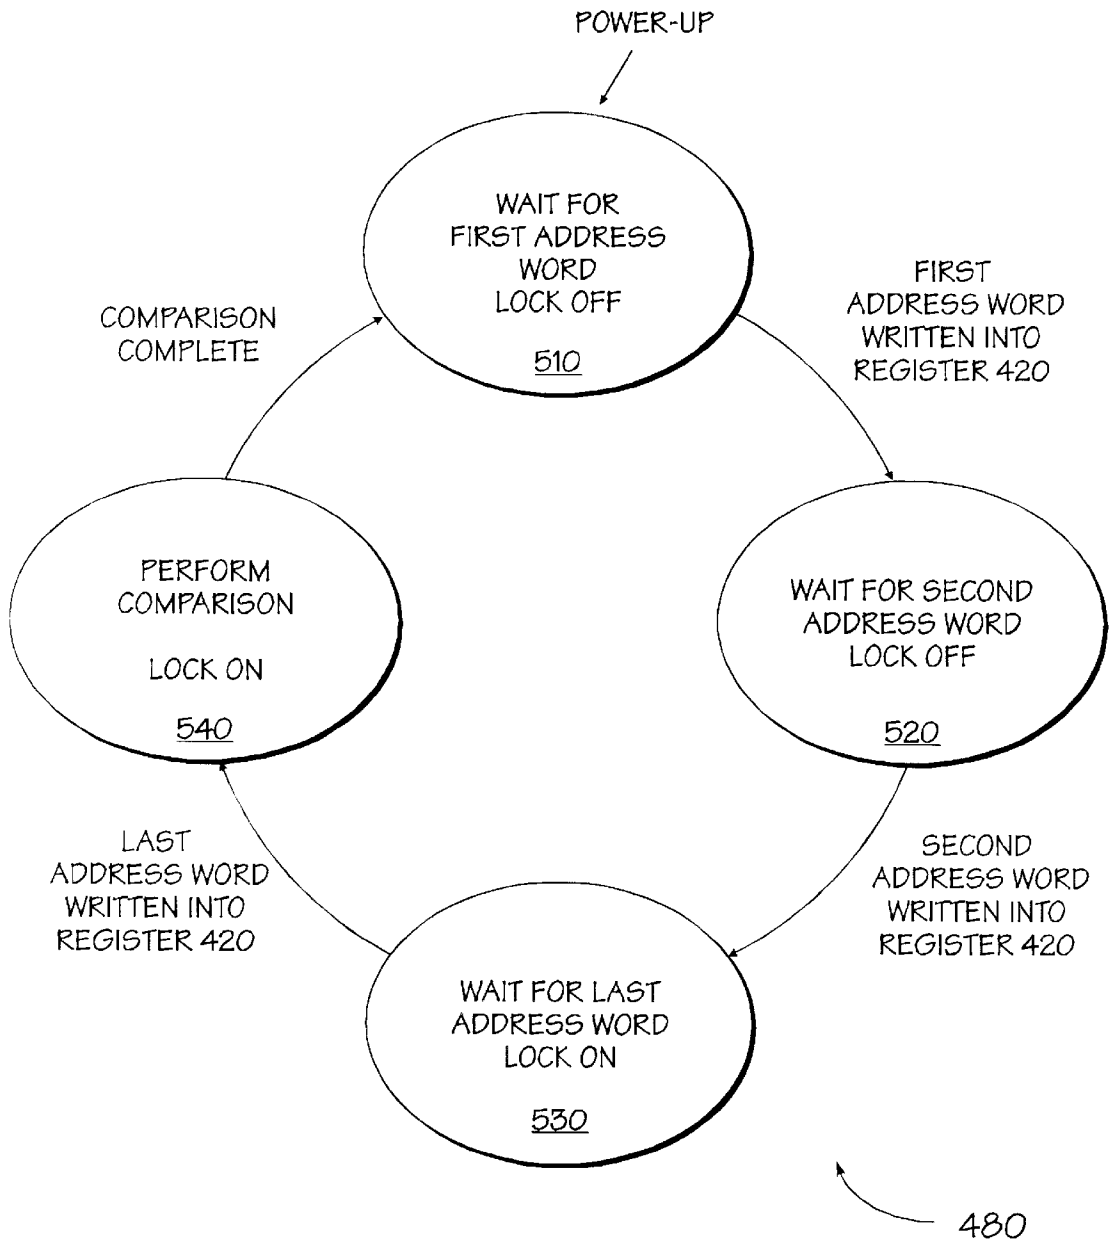 POWER-UP
WAIT FOR
FIRST ADDRESS
WORD
LOCK OFF
510
FIRST
ADDRESS WORD
WRITTEN INTO
REGISTER 420
COMPARISON
COMPLETE
WAIT FOR SECOND
ADDRESS WORD
LOCK OFF
520
PERFORM
COMPARISON
LOCK ON
540
SECOND
ADDRESS WORD
WRITTEN INTO
REGISTER 420
LAST
ADDRESS WORD
WRITTEN INTO
REGISTER 420
WAIT FOR LAST
ADDRESS WORD
LOCK ON
530
480